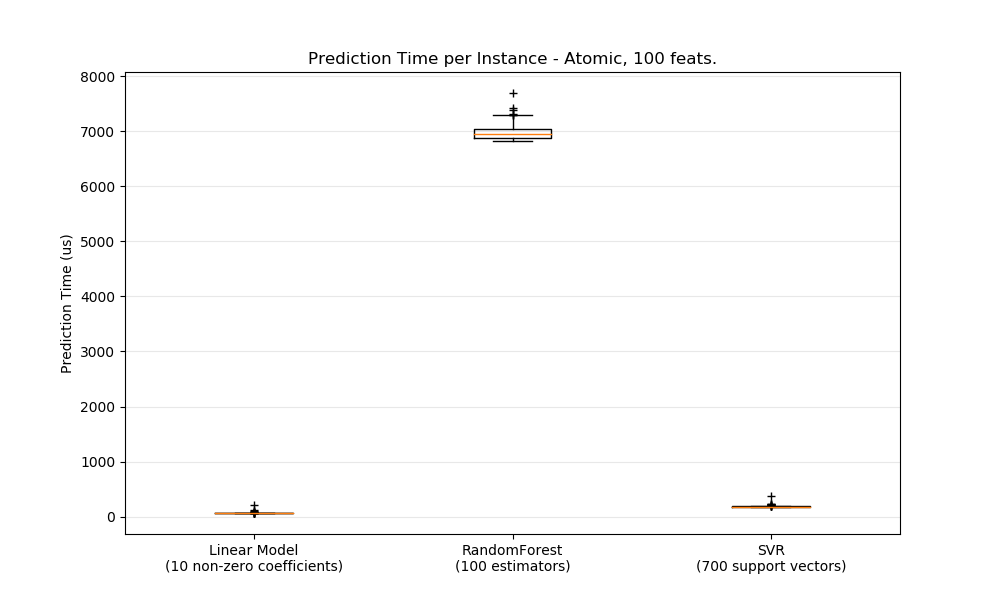 Prediction Time per Instance - Atomic, 100 feats.
8000
7000
6000
5000
4000
3000
2000
1000
0
Prediction Time (us)
Linear Model
(10 non-zero coefficients)
RandomForest
(100 estimators)
SVR
(700 support vectors)